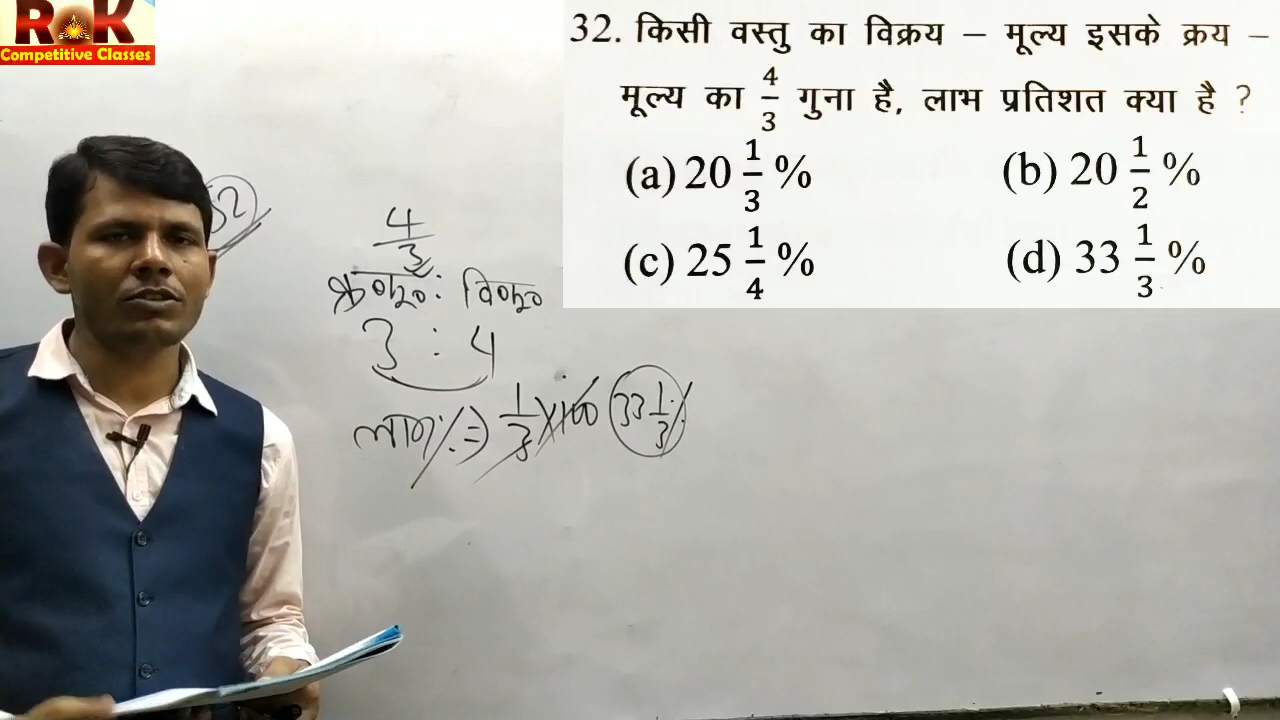 ROK
Competitive Classes
32. किसी वस्तु का विक्रय – मूल्य इसके क्रय –
मूल्य का 4/3 गुना है, लाभ प्रतिशत क्या है ?
(a) 20 1/3 % (b) 20 1/2 %
(c) 25 1/4 % (d) 33 1/3 %
32
4/3
क्र०मू० : वि०मू०
3 : 4
लाभ% ⇒ 1/3 × 100 33 1/3 %